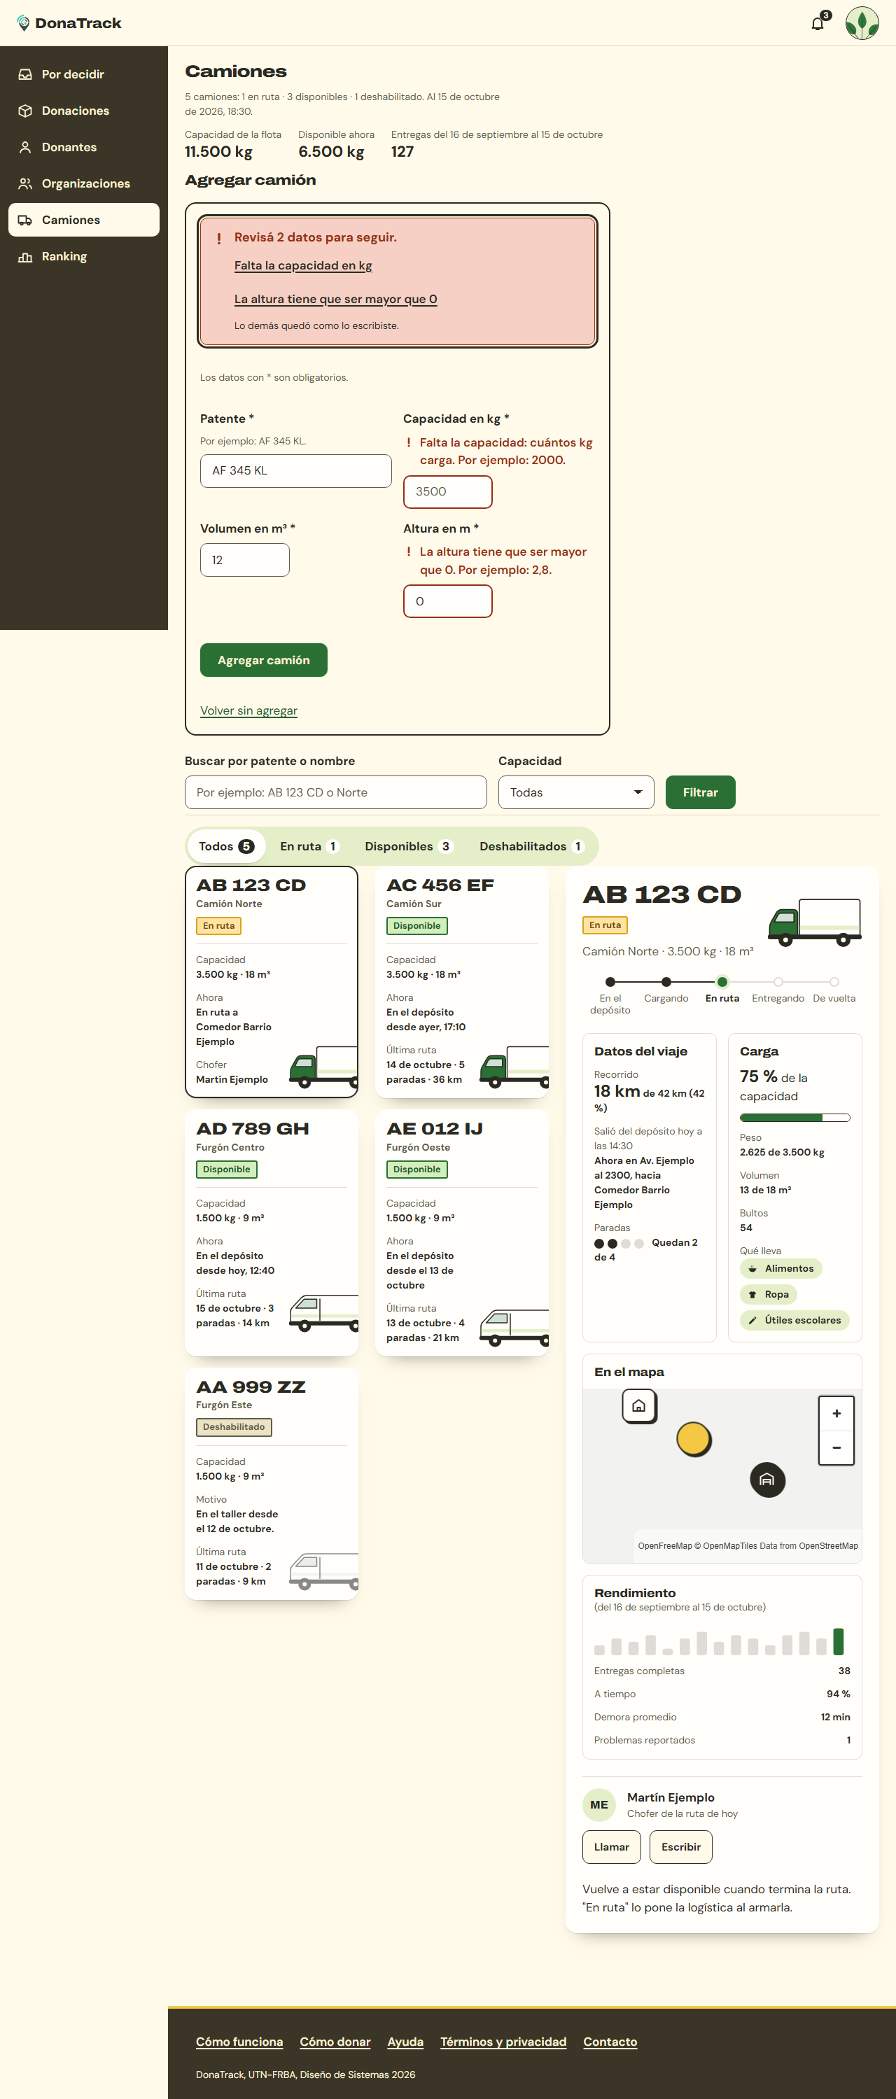 DonaTrack
3
Por decidir
Donaciones
Donantes
Organizaciones
Camiones
Ranking
Camiones
5 camiones: 1 en ruta · 3 disponibles · 1 deshabilitado. Al 15 de octubre
de 2026, 18:30.
Capacidad de la flota
11.500 kg
Disponible ahora
6.500 kg
Entregas del 16 de septiembre al 15 de octubre
127
Agregar camión
! Revisá 2 datos para seguir.
Falta la capacidad en kg
La altura tiene que ser mayor que 0
Lo demás quedó como lo escribiste.
Los datos con * son obligatorios.
Patente *
Por ejemplo: AF 345 KL.
AF 345 KL
Capacidad en kg *
! Falta la capacidad: cuántos kg
carga. Por ejemplo: 2000.
3500
Volumen en m³ *
12
Altura en m *
! La altura tiene que ser mayor
que 0. Por ejemplo: 2,8.
0
Agregar camión
Volver sin agregar
Buscar por patente o nombre
Por ejemplo: AB 123 CD o Norte
Capacidad
Todas
Filtrar
Todos 5
En ruta 1
Disponibles 3
Deshabilitados 1
AB 123 CD
Camión Norte
En ruta
Capacidad
3.500 kg · 18 m³
Ahora
En ruta a
Comedor Barrio
Ejemplo
Chofer
Martín Ejemplo
AC 456 EF
Camión Sur
Disponible
Capacidad
3.500 kg · 18 m³
Ahora
En el depósito
desde ayer, 17:10
Última ruta
14 de octubre · 5
paradas · 36 km
AD 789 GH
Furgón Centro
Disponible
Capacidad
1.500 kg · 9 m³
Ahora
En el depósito
desde hoy, 12:40
Última ruta
15 de octubre · 3
paradas · 14 km
AE 012 IJ
Furgón Oeste
Disponible
Capacidad
1.500 kg · 9 m³
Ahora
En el depósito
desde el 13 de
octubre
Última ruta
13 de octubre · 4
paradas · 21 km
AA 999 ZZ
Furgón Este
Deshabilitado
Capacidad
1.500 kg · 9 m³
Motivo
En el taller desde
el 12 de octubre.
Última ruta
11 de octubre · 2
paradas · 9 km
AB 123 CD
En ruta
Camión Norte · 3.500 kg · 18 m³
En el
depósito
Cargando
En ruta
Entregando
De vuelta
Datos del viaje
Recorrido
18 km de 42 km (42
%)
Salió del depósito hoy a
las 14:30
Ahora en Av. Ejemplo
al 2300, hacia
Comedor Barrio
Ejemplo
Paradas
Quedan 2
de 4
Carga
75 % de la
capacidad
Peso
2.625 de 3.500 kg
Volumen
13 de 18 m³
Bultos
54
Qué lleva
Alimentos
Ropa
Útiles escolares
En el mapa
+
−
OpenFreeMap © OpenMapTiles Data from OpenStreetMap
Rendimiento
(del 16 de septiembre al 15 de octubre)
Entregas completas 38
A tiempo 94 %
Demora promedio 12 min
Problemas reportados 1
ME
Martín Ejemplo
Chofer de la ruta de hoy
Llamar
Escribir
Vuelve a estar disponible cuando termina la ruta.
"En ruta" lo pone la logística al armarla.
Cómo funciona
Cómo donar
Ayuda
Términos y privacidad
Contacto
DonaTrack, UTN-FRBA, Diseño de Sistemas 2026